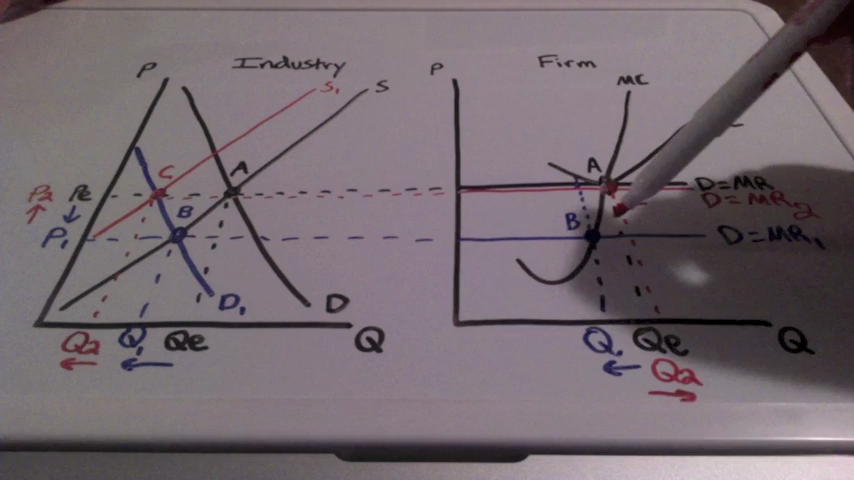 Industry
P
S1
S
P2 Pe
P1
C
A
B
D1
D
Q2
Q1
Qe
Q
Firm
P
MC
A
D=MR
D=MR2
B
D=MR1
Q1
Qe
Q
Q2